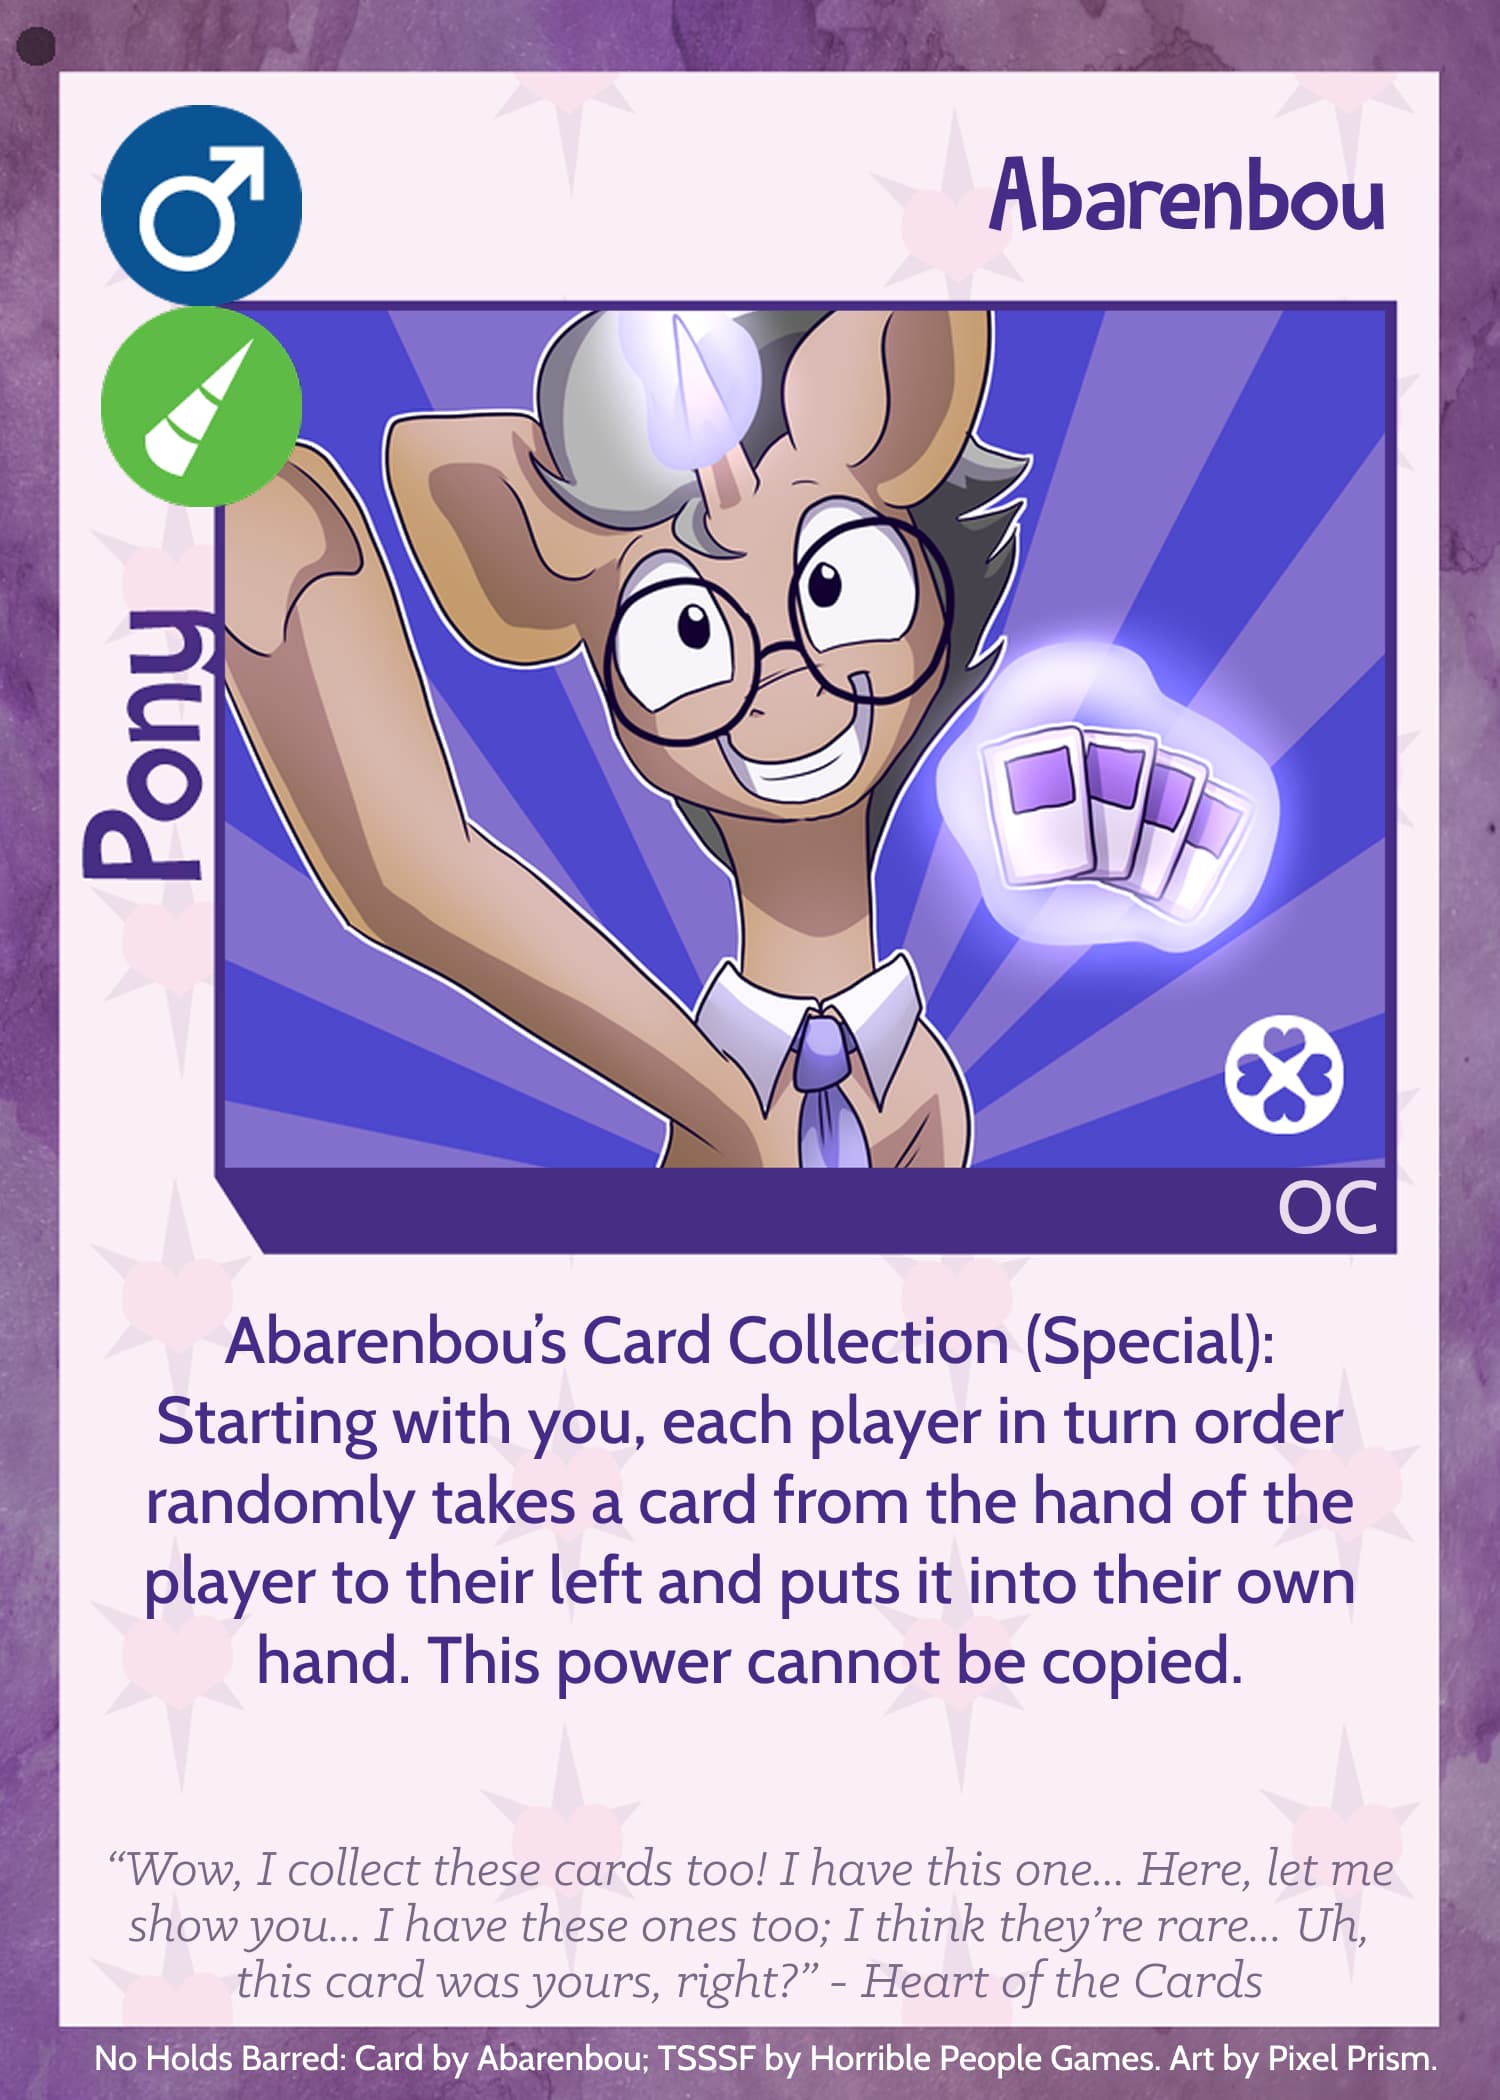 Abarenbou
Pony
OC
Abarenbou’s Card Collection (Special):
Starting with you, each player in turn order
randomly takes a card from the hand of the
player to their left and puts it into their own
hand. This power cannot be copied.
“Wow, I collect these cards too! I have this one... Here, let me
show you... I have these ones too; I think they’re rare... Uh,
this card was yours, right?” - Heart of the Cards
No Holds Barred: Card by Abarenbou; TSSSF by Horrible People Games. Art by Pixel Prism.